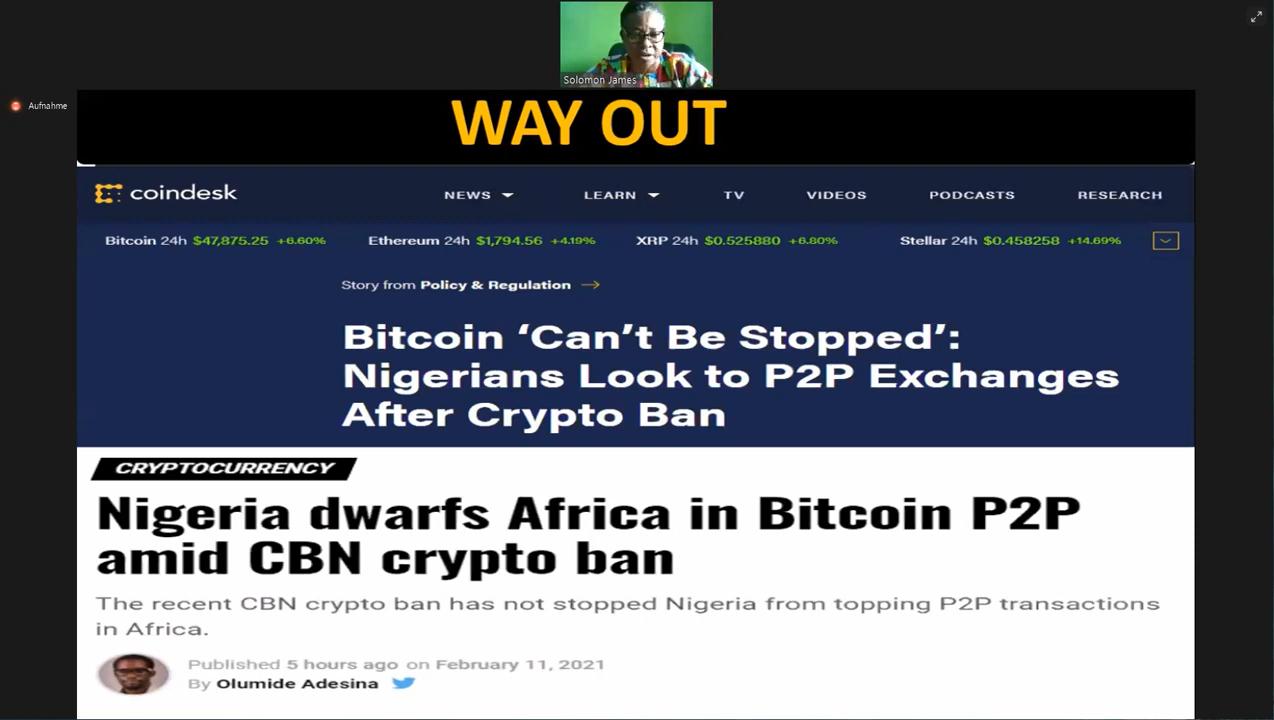 Solomon James
Aufnahme
WAY OUT
coindesk
NEWS LEARN TV VIDEOS PODCASTS RESEARCH
Bitcoin 24h $47,875.25 +6.60% Ethereum 24h $1,794.56 +4.19% XRP 24h $0.525880 +6.80% Stellar 24h $0.458258 +14.69%
Story from Policy & Regulation
Bitcoin ‘Can’t Be Stopped’:
Nigerians Look to P2P Exchanges
After Crypto Ban
CRYPTOCURRENCY
Nigeria dwarfs Africa in Bitcoin P2P
amid CBN crypto ban
The recent CBN crypto ban has not stopped Nigeria from topping P2P transactions
in Africa.
Published 5 hours ago on February 11, 2021
By Olumide Adesina